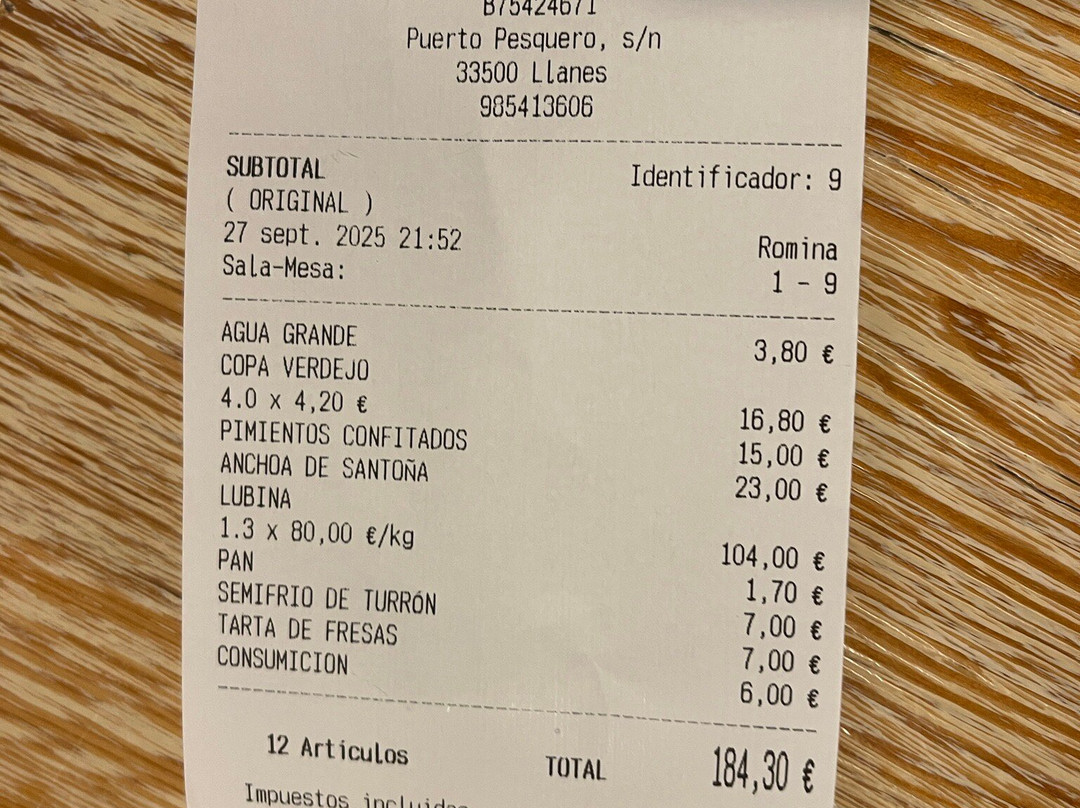 B75424671
Puerto Pesquero, s/n
33500 Llanes
985413606
SUBTOTAL Identificador: 9
( ORIGINAL )
27 sept. 2025 21:52 Romina
Sala-Mesa: 1 - 9
AGUA GRANDE 3,80 €
COPA VERDEJO
4.0 x 4,20 € 16,80 €
PIMIENTOS CONFITADOS 15,00 €
ANCHOA DE SANTOÑA 23,00 €
LUBINA
1.3 x 80,00 €/kg 104,00 €
PAN 1,70 €
SEMIFRIO DE TURRÓN 7,00 €
TARTA DE FRESAS 7,00 €
CONSUMICION 6,00 €
12 Artículos TOTAL 184,30 €
Impuestos incluidos